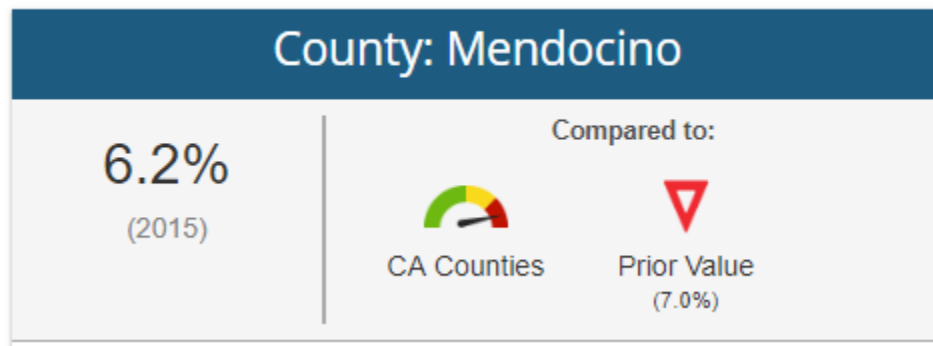 County: Mendocino
6.2%
(2015)
Compared to:
CA Counties
Prior Value
(7.0%)